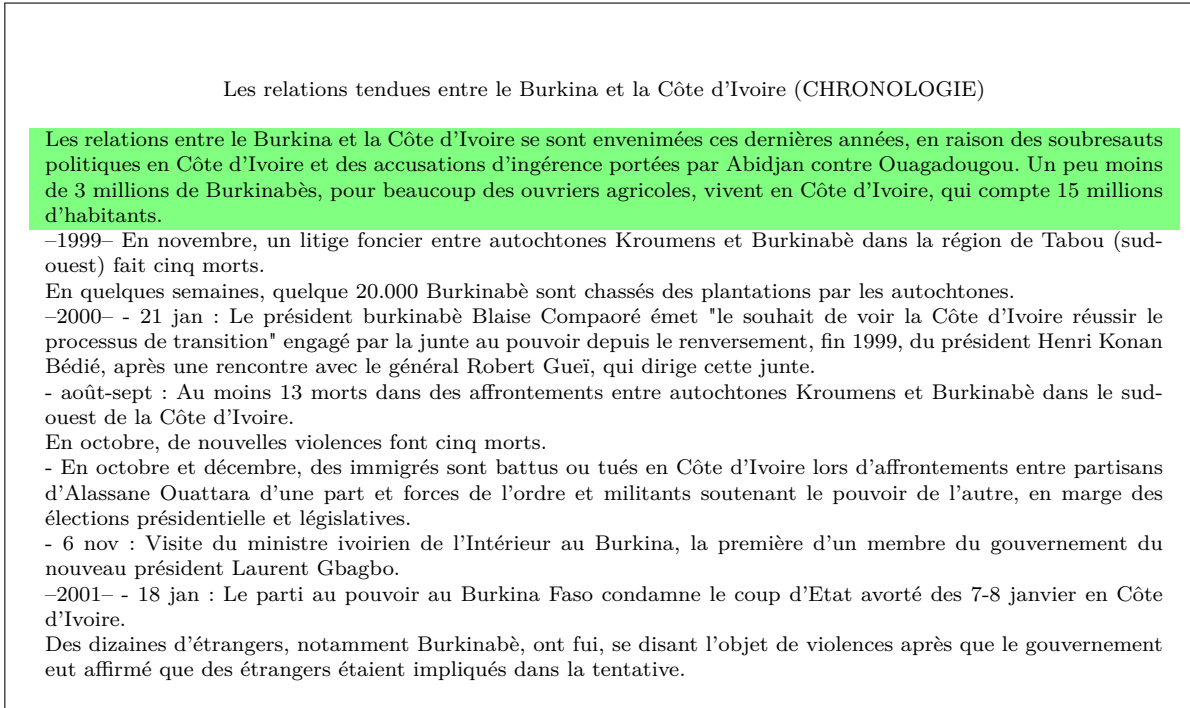 Les relations tendues entre le Burkina et la Côte d'Ivoire (CHRONOLOGIE)
Les relations entre le Burkina et la Côte d'Ivoire se sont envenimées ces dernières années, en raison des soubresauts
politiques en Côte d'Ivoire et des accusations d'ingérence portées par Abidjan contre Ouagadougou. Un peu moins
de 3 millions de Burkinabès, pour beaucoup des ouvriers agricoles, vivent en Côte d'Ivoire, qui compte 15 millions
d'habitants.
–1999– En novembre, un litige foncier entre autochtones Kroumens et Burkinabè dans la région de Tabou (sud-
ouest) fait cinq morts.
En quelques semaines, quelque 20.000 Burkinabè sont chassés des plantations par les autochtones.
–2000– - 21 jan : Le président burkinabè Blaise Compaoré émet "le souhait de voir la Côte d'Ivoire réussir le
processus de transition" engagé par la junte au pouvoir depuis le renversement, fin 1999, du président Henri Konan
Bédié, après une rencontre avec le général Robert Gueï, qui dirige cette junte.
- août-sept : Au moins 13 morts dans des affrontements entre autochtones Kroumens et Burkinabè dans le sud-
ouest de la Côte d'Ivoire.
En octobre, de nouvelles violences font cinq morts.
- En octobre et décembre, des immigrés sont battus ou tués en Côte d'Ivoire lors d'affrontements entre partisans
d'Alassane Ouattara d'une part et forces de l'ordre et militants soutenant le pouvoir de l'autre, en marge des
élections présidentielle et législatives.
- 6 nov : Visite du ministre ivoirien de l'Intérieur au Burkina, la première d'un membre du gouvernement du
nouveau président Laurent Gbagbo.
–2001– - 18 jan : Le parti au pouvoir au Burkina Faso condamne le coup d'Etat avorté des 7-8 janvier en Côte
d'Ivoire.
Des dizaines d'étrangers, notamment Burkinabè, ont fui, se disant l'objet de violences après que le gouvernement
eut affirmé que des étrangers étaient impliqués dans la tentative.